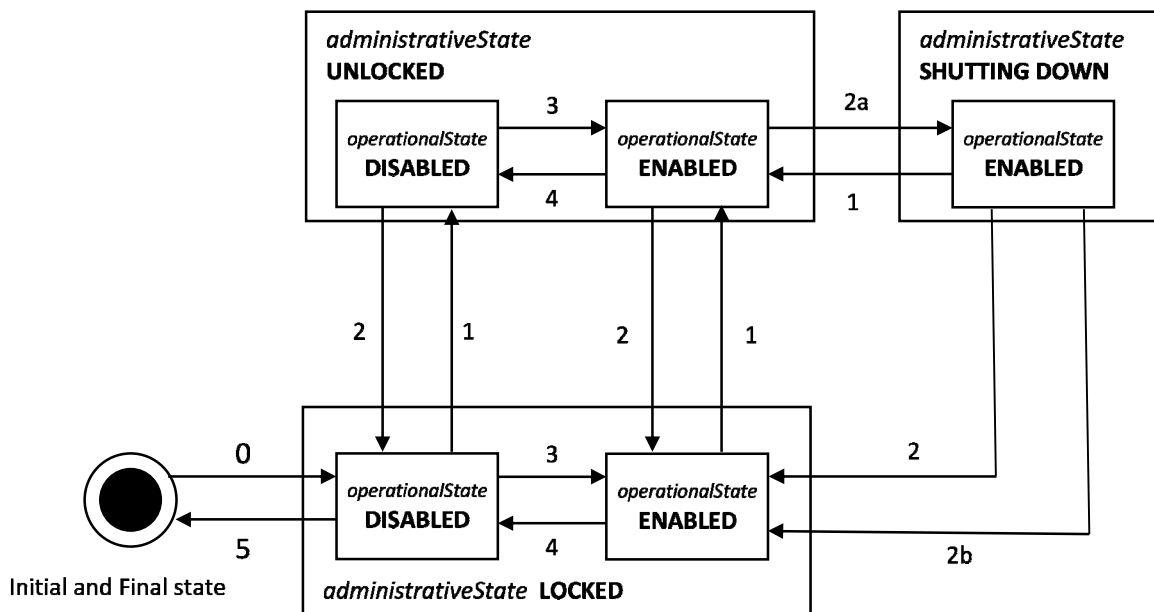 administrativeState
UNLOCKED
administrativeState
SHUTTING DOWN
3
2a
operationalState
DISABLED
operationalState
ENABLED
operationalState
ENABLED
4
1
2
1
2
1
0
3
2
operationalState
DISABLED
operationalState
ENABLED
5
4
2b
Initial and Final state
administrativeState LOCKED